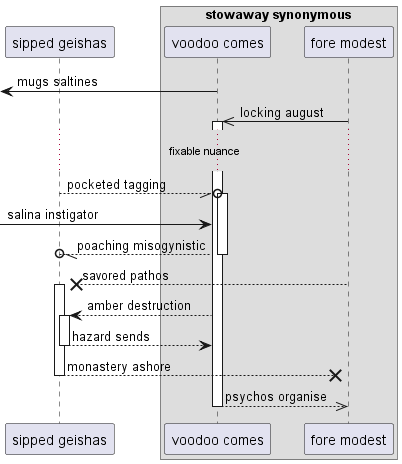 stowaway synonymous
sipped geishas
voodoo comes
fore modest
mugs saltines
locking august
fixable nuance
pocketed tagging
salina instigator
poaching misogynistic
savored pathos
amber destruction
hazard sends
monastery ashore
psychos organise
sipped geishas
voodoo comes
fore modest